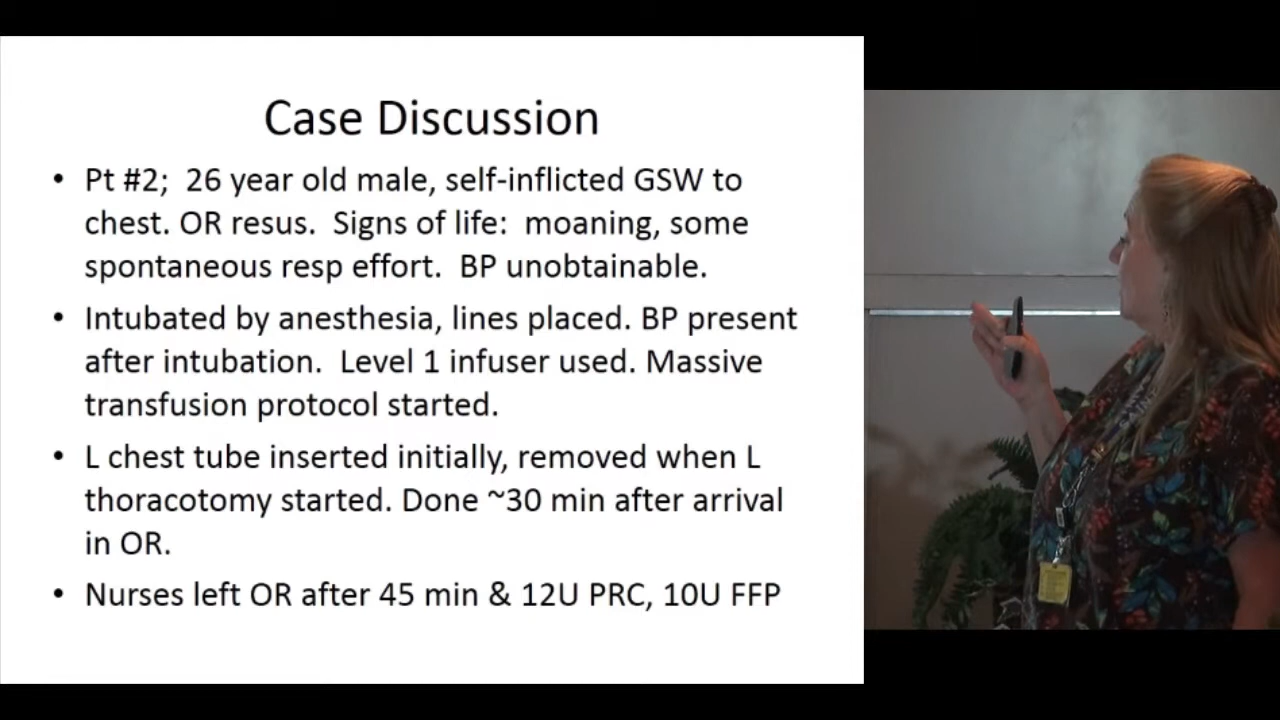 Case Discussion
• Pt #2; 26 year old male, self-inflicted GSW to
chest. OR resus. Signs of life: moaning, some
spontaneous resp effort. BP unobtainable.
• Intubated by anesthesia, lines placed. BP present
after intubation. Level 1 infuser used. Massive
transfusion protocol started.
• L chest tube inserted initially, removed when L
thoracotomy started. Done ~30 min after arrival
in OR.
• Nurses left OR after 45 min & 12U PRC, 10U FFP